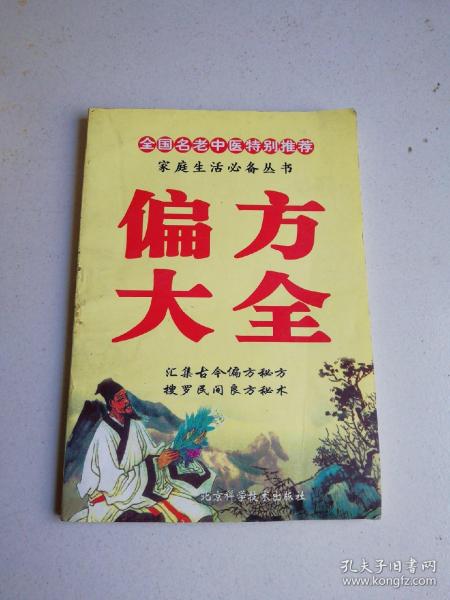 全国名老中医特别推荐
家庭生活必备丛书
偏方
大全
汇集古今偏方秘方
搜罗民间良方秘术
北京科学技术出版社
孔夫子旧书网
www.kongfz.com